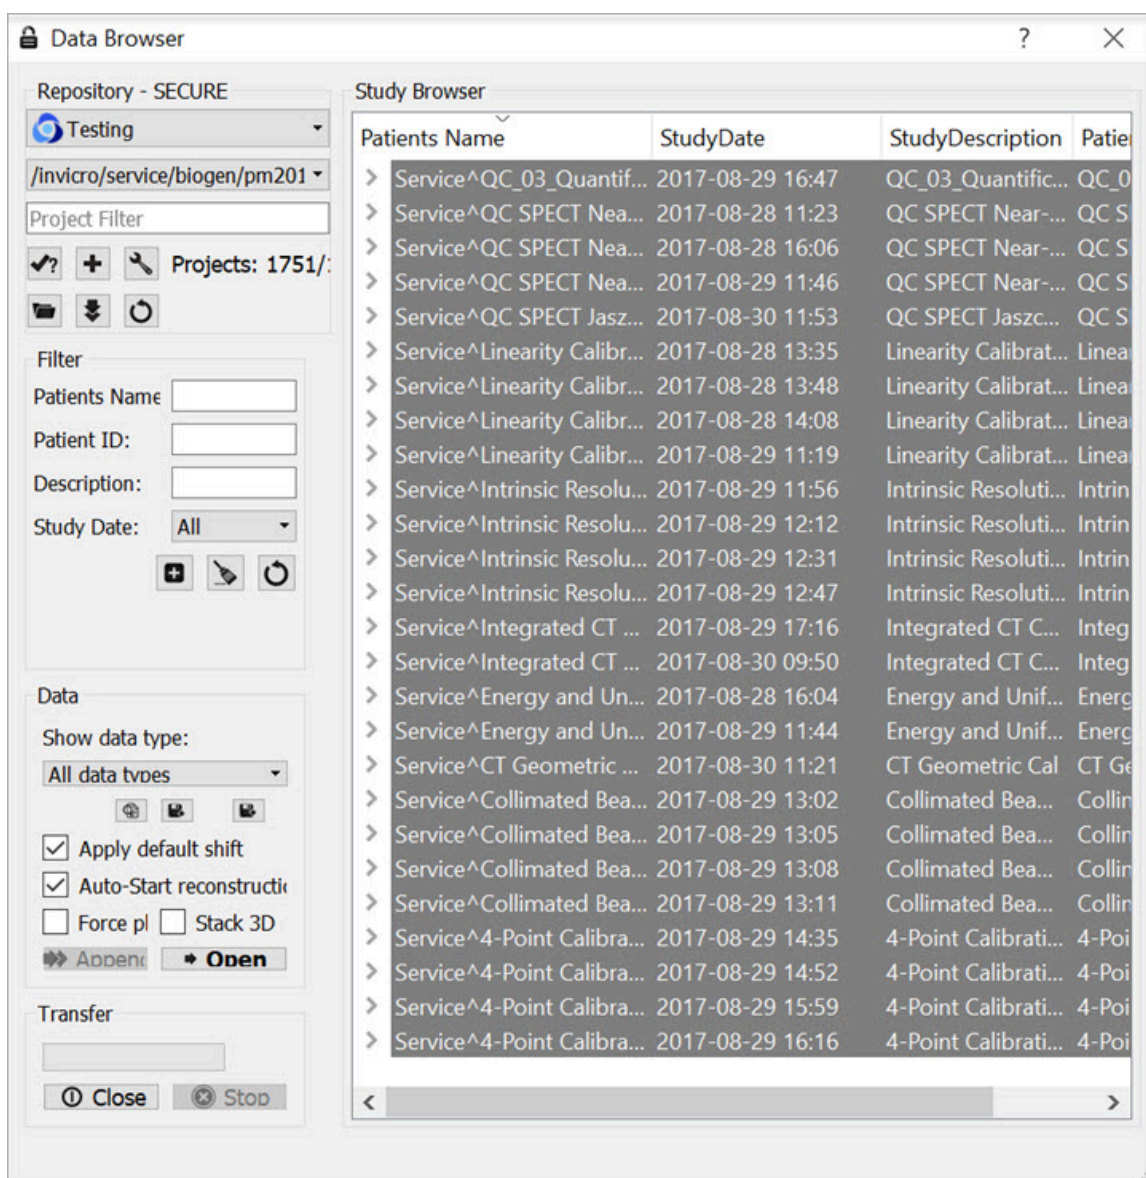 Data Browser ? ×
Repository - SECURE
Testing
/invicro/service/biogen/pm201
Project Filter
Projects: 1751/
Filter
Patients Name
Patient ID:
Description:
Study Date: All
Data
Show data type:
All data types
Apply default shift
Auto-Start reconstructi
Force pl Stack 3D
Append Open
Transfer
Close Stop
Study Browser
Patients Name StudyDate StudyDescription Patie
Service^QC_03_Quantif... 2017-08-29 16:47 QC_03_Quantific... QC_0
Service^QC SPECT Nea... 2017-08-28 11:23 QC SPECT Near-... QC S
Service^QC SPECT Nea... 2017-08-28 16:06 QC SPECT Near-... QC S
Service^QC SPECT Nea... 2017-08-29 11:46 QC SPECT Near-... QC S
Service^QC SPECT Jasz... 2017-08-30 11:53 QC SPECT Jaszc... QC S
Service^Linearity Calibr... 2017-08-28 13:35 Linearity Calibrat... Linea
Service^Linearity Calibr... 2017-08-28 13:48 Linearity Calibrat... Linea
Service^Linearity Calibr... 2017-08-28 14:08 Linearity Calibrat... Linea
Service^Linearity Calibr... 2017-08-29 11:19 Linearity Calibrat... Linea
Service^Intrinsic Resolu... 2017-08-29 11:56 Intrinsic Resoluti... Intrin
Service^Intrinsic Resolu... 2017-08-29 12:12 Intrinsic Resoluti... Intrin
Service^Intrinsic Resolu... 2017-08-29 12:31 Intrinsic Resoluti... Intrin
Service^Intrinsic Resolu... 2017-08-29 12:47 Intrinsic Resoluti... Intrin
Service^Integrated CT ... 2017-08-29 17:16 Integrated CT C... Integ
Service^Integrated CT ... 2017-08-30 09:50 Integrated CT C... Integ
Service^Energy and Un... 2017-08-28 16:04 Energy and Unif... Energ
Service^Energy and Un... 2017-08-29 11:44 Energy and Unif... Energ
Service^CT Geometric ... 2017-08-30 11:21 CT Geometric Cal CT Ge
Service^Collimated Bea... 2017-08-29 13:02 Collimated Bea... Collin
Service^Collimated Bea... 2017-08-29 13:05 Collimated Bea... Collin
Service^Collimated Bea... 2017-08-29 13:08 Collimated Bea... Collin
Service^Collimated Bea... 2017-08-29 13:11 Collimated Bea... Collin
Service^4-Point Calibra... 2017-08-29 14:35 4-Point Calibrati... 4-Poi
Service^4-Point Calibra... 2017-08-29 14:52 4-Point Calibrati... 4-Poi
Service^4-Point Calibra... 2017-08-29 15:59 4-Point Calibrati... 4-Poi
Service^4-Point Calibra... 2017-08-29 16:16 4-Point Calibrati... 4-Poi